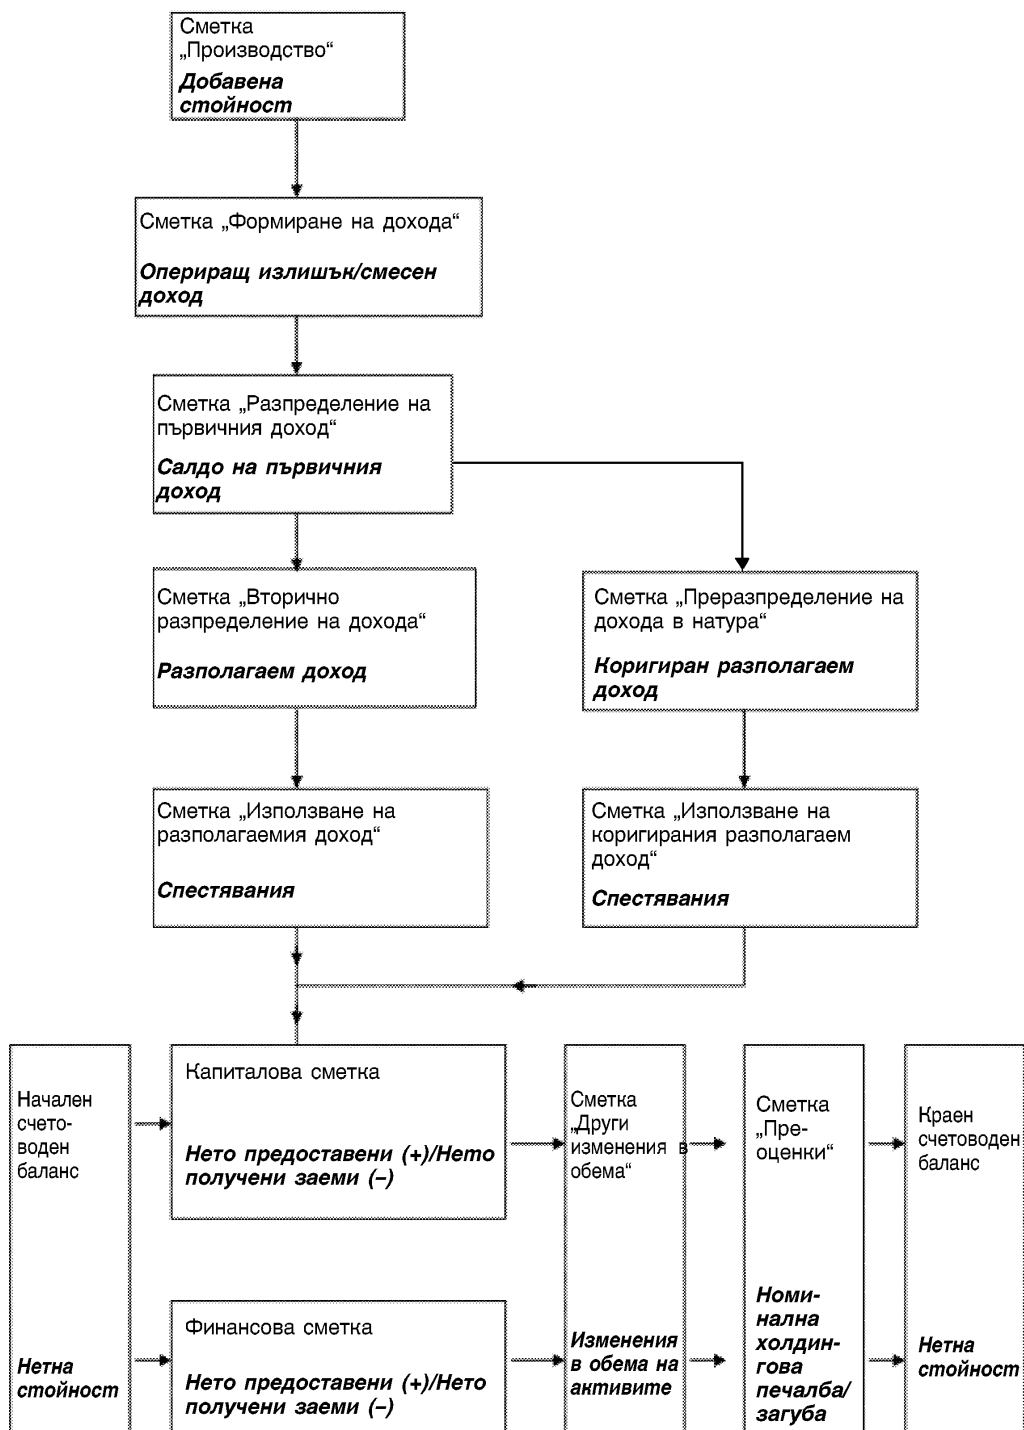 Сметка
„Производство“
Добавена
стойност
Сметка „Формиране на дохода“
Опериращ излишък/смесен
доход
Сметка „Разпределение на
първичния доход“
Салдо на първичния
доход
Сметка „Вторично
разпределение на дохода“
Разполагаем доход
Сметка „Преразпределение на
дохода в натура“
Коригиран разполагаем
доход
Сметка „Използване на
разполагаемия доход“
Спестявания
Сметка „Използване на
коригирания разполагаем
доход“
Спестявания
Начален
счето-
воден
баланс
Нетна
стойност
Капиталова сметка
Нето предоставени (+)/Нето
получени заеми (–)
Финансова сметка
Нето предоставени (+)/Нето
получени заеми (–)
Сметка
„Други
изменения в
обема“
Изменения
в обема на
активите
Сметка
„Пре-
оценки“
Номи-
нална
холдин-
гова
печалба/
загуба
Краен
счетоводен
баланс
Нетна
стойност